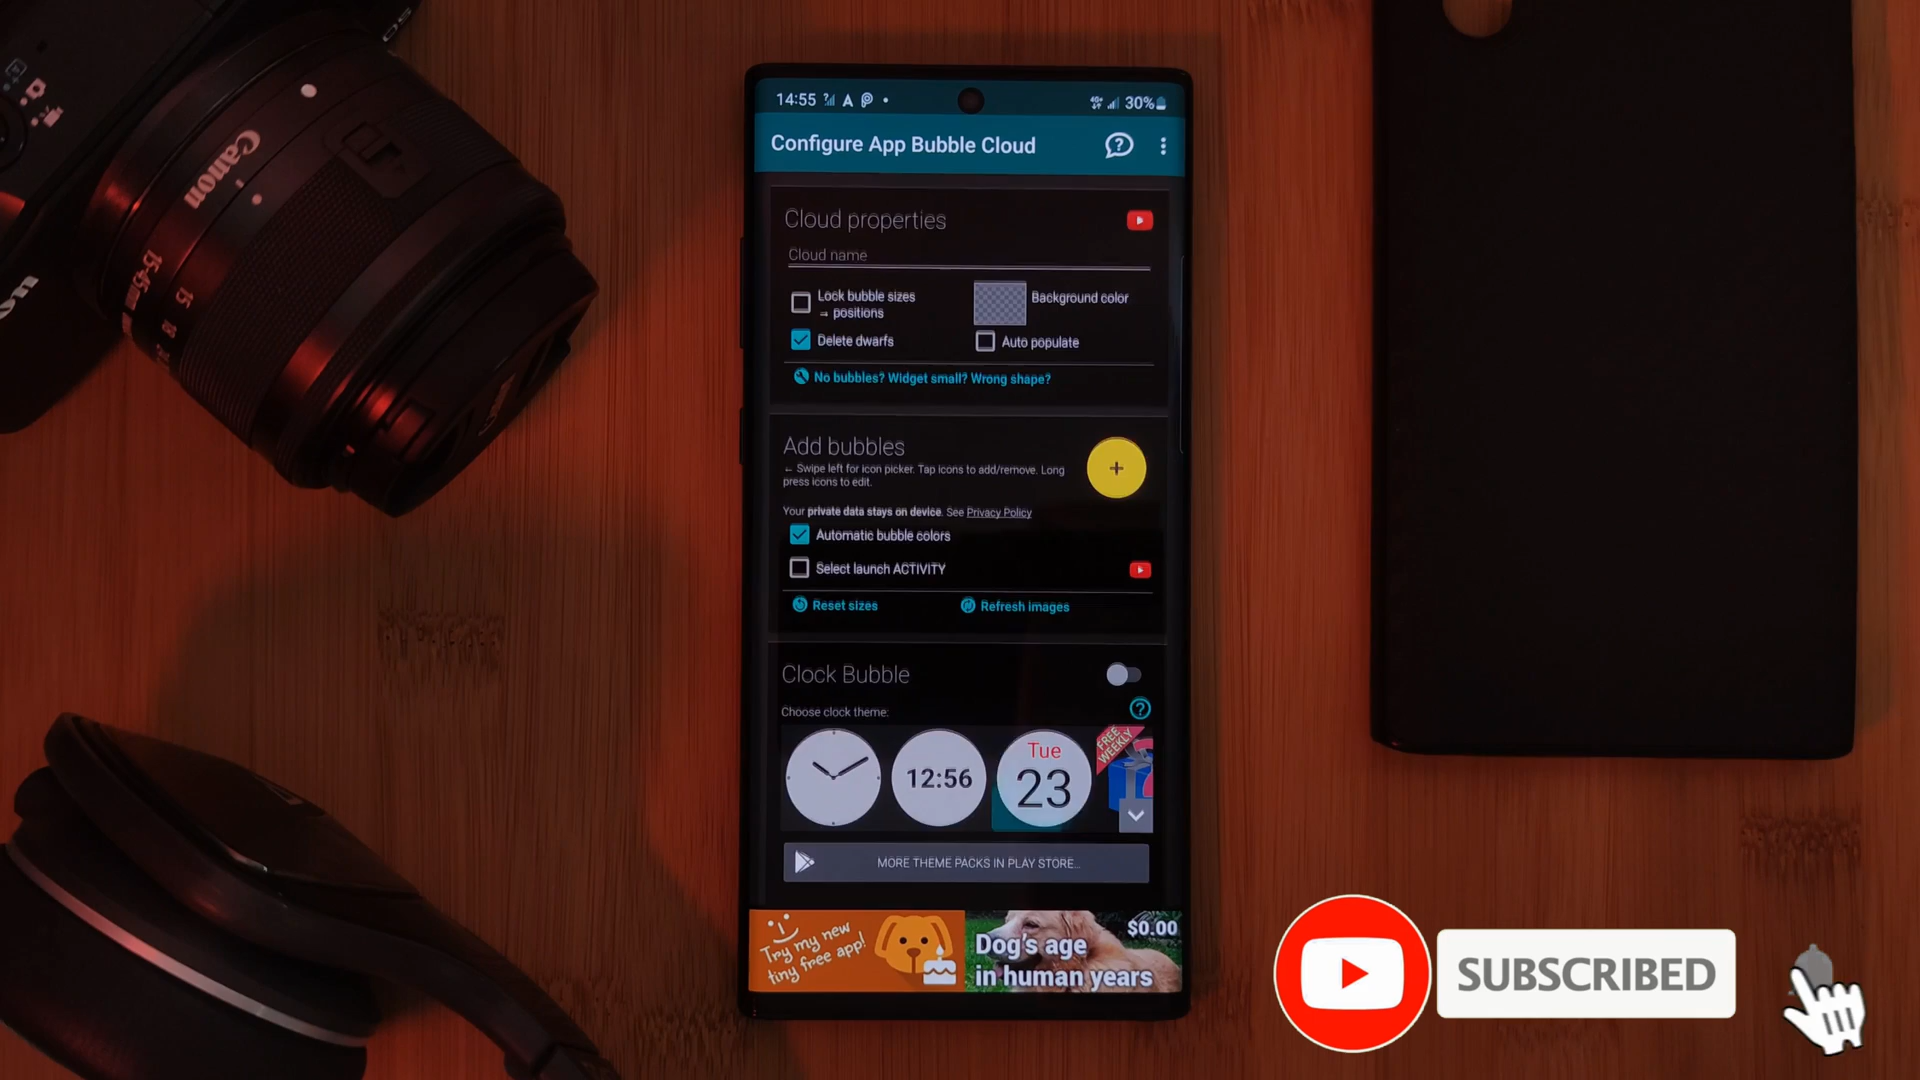 14:55
30%
Configure App Bubble Cloud
Cloud properties
Cloud name
Lock bubble sizes
→ positions
Background color
Delete dwarfs
Auto populate
No bubbles? Widget small? Wrong shape?
Add bubbles
← Swipe left for icon picker. Tap icons to add/remove. Long
press icons to edit.
Your private data stays on device. See Privacy Policy
Automatic bubble colors
Select launch ACTIVITY
Reset sizes
Refresh images
Clock Bubble
Choose clock theme:
12:56
Tue
23
FREE
WEEKLY
MORE THEME PACKS IN PLAY STORE...
Try my new
tiny free app!
Dog's age
in human years
$0.00
Canon
15-45mm
15
18
SUBSCRIBED